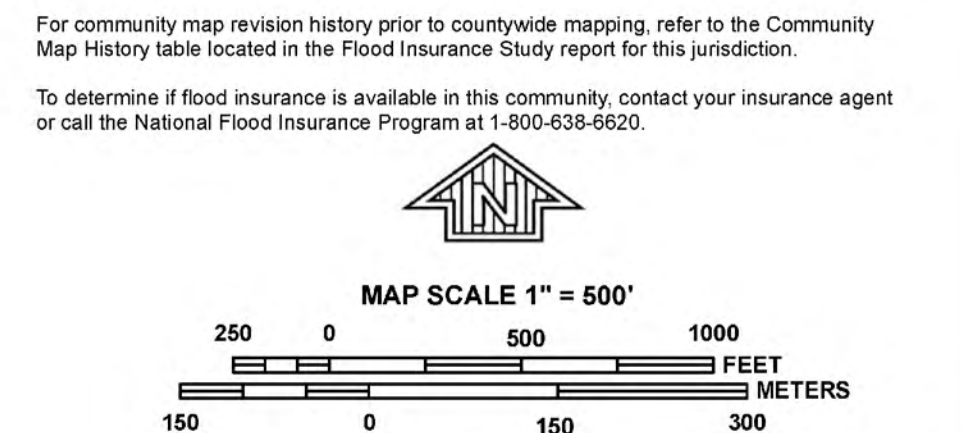 For community map revision history prior to countywide mapping, refer to the Community
Map History table located in the Flood Insurance Study report for this jurisdiction.
To determine if flood insurance is available in this community, contact your insurance agent
or call the National Flood Insurance Program at 1-800-638-6620.
N
MAP SCALE 1" = 500'
250 0 500 1000
FEET
METERS
150 0 150 300